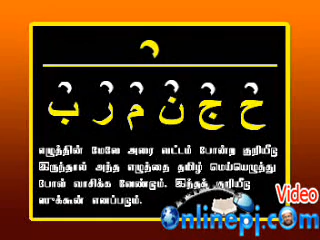 حْ جْ نْ مْ رْ بْ
எழுத்தின் மேலே அரை வட்டம் போன்ற குறியீடு
இருந்தால் அந்த எழுத்தை தமிழ் மெய்யெழுத்து
போல் வாசிக்க வேண்டும். இந்தக் குறியீடு
ஸுக்கூன் எனப்படும்.
Video
Onlinepj.com